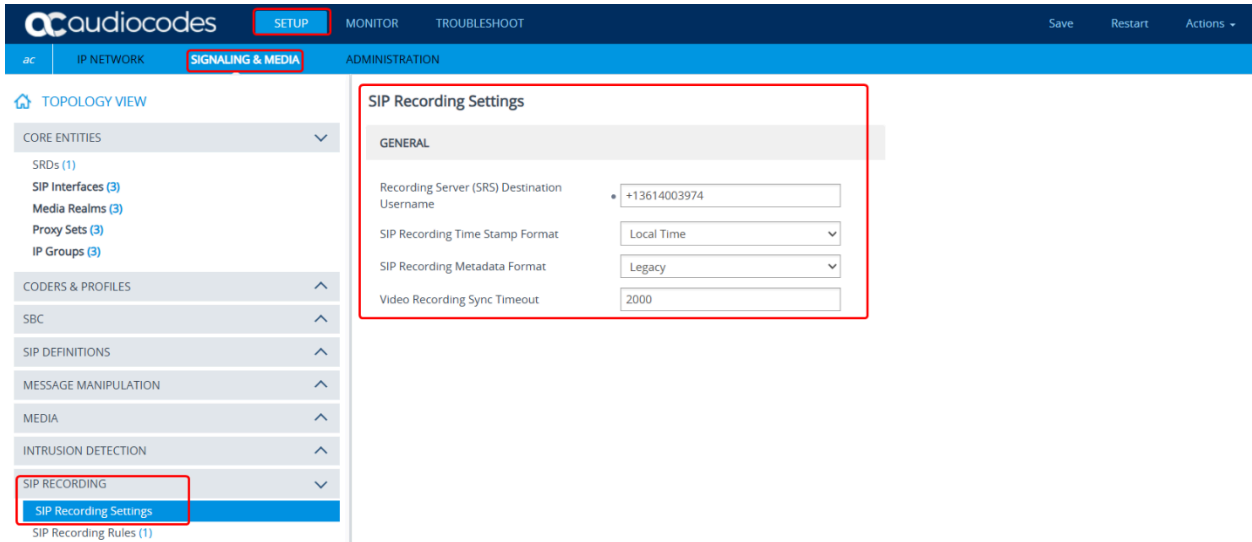 audiocodes SETUP MONITOR TROUBLESHOOT Save Restart Actions
ac IP NETWORK SIGNALING & MEDIA ADMINISTRATION
TOPOLOGY VIEW
CORE ENTITIES
SRDs (1)
SIP Interfaces (3)
Media Realms (3)
Proxy Sets (3)
IP Groups (3)
CODERS & PROFILES
SBC
SIP DEFINITIONS
MESSAGE MANIPULATION
MEDIA
INTRUSION DETECTION
SIP RECORDING
SIP Recording Settings
SIP Recording Rules (1)
SIP Recording Settings
GENERAL
Recording Server (SRS) Destination
Username
+13614003974
SIP Recording Time Stamp Format Local Time
SIP Recording Metadata Format Legacy
Video Recording Sync Timeout 2000